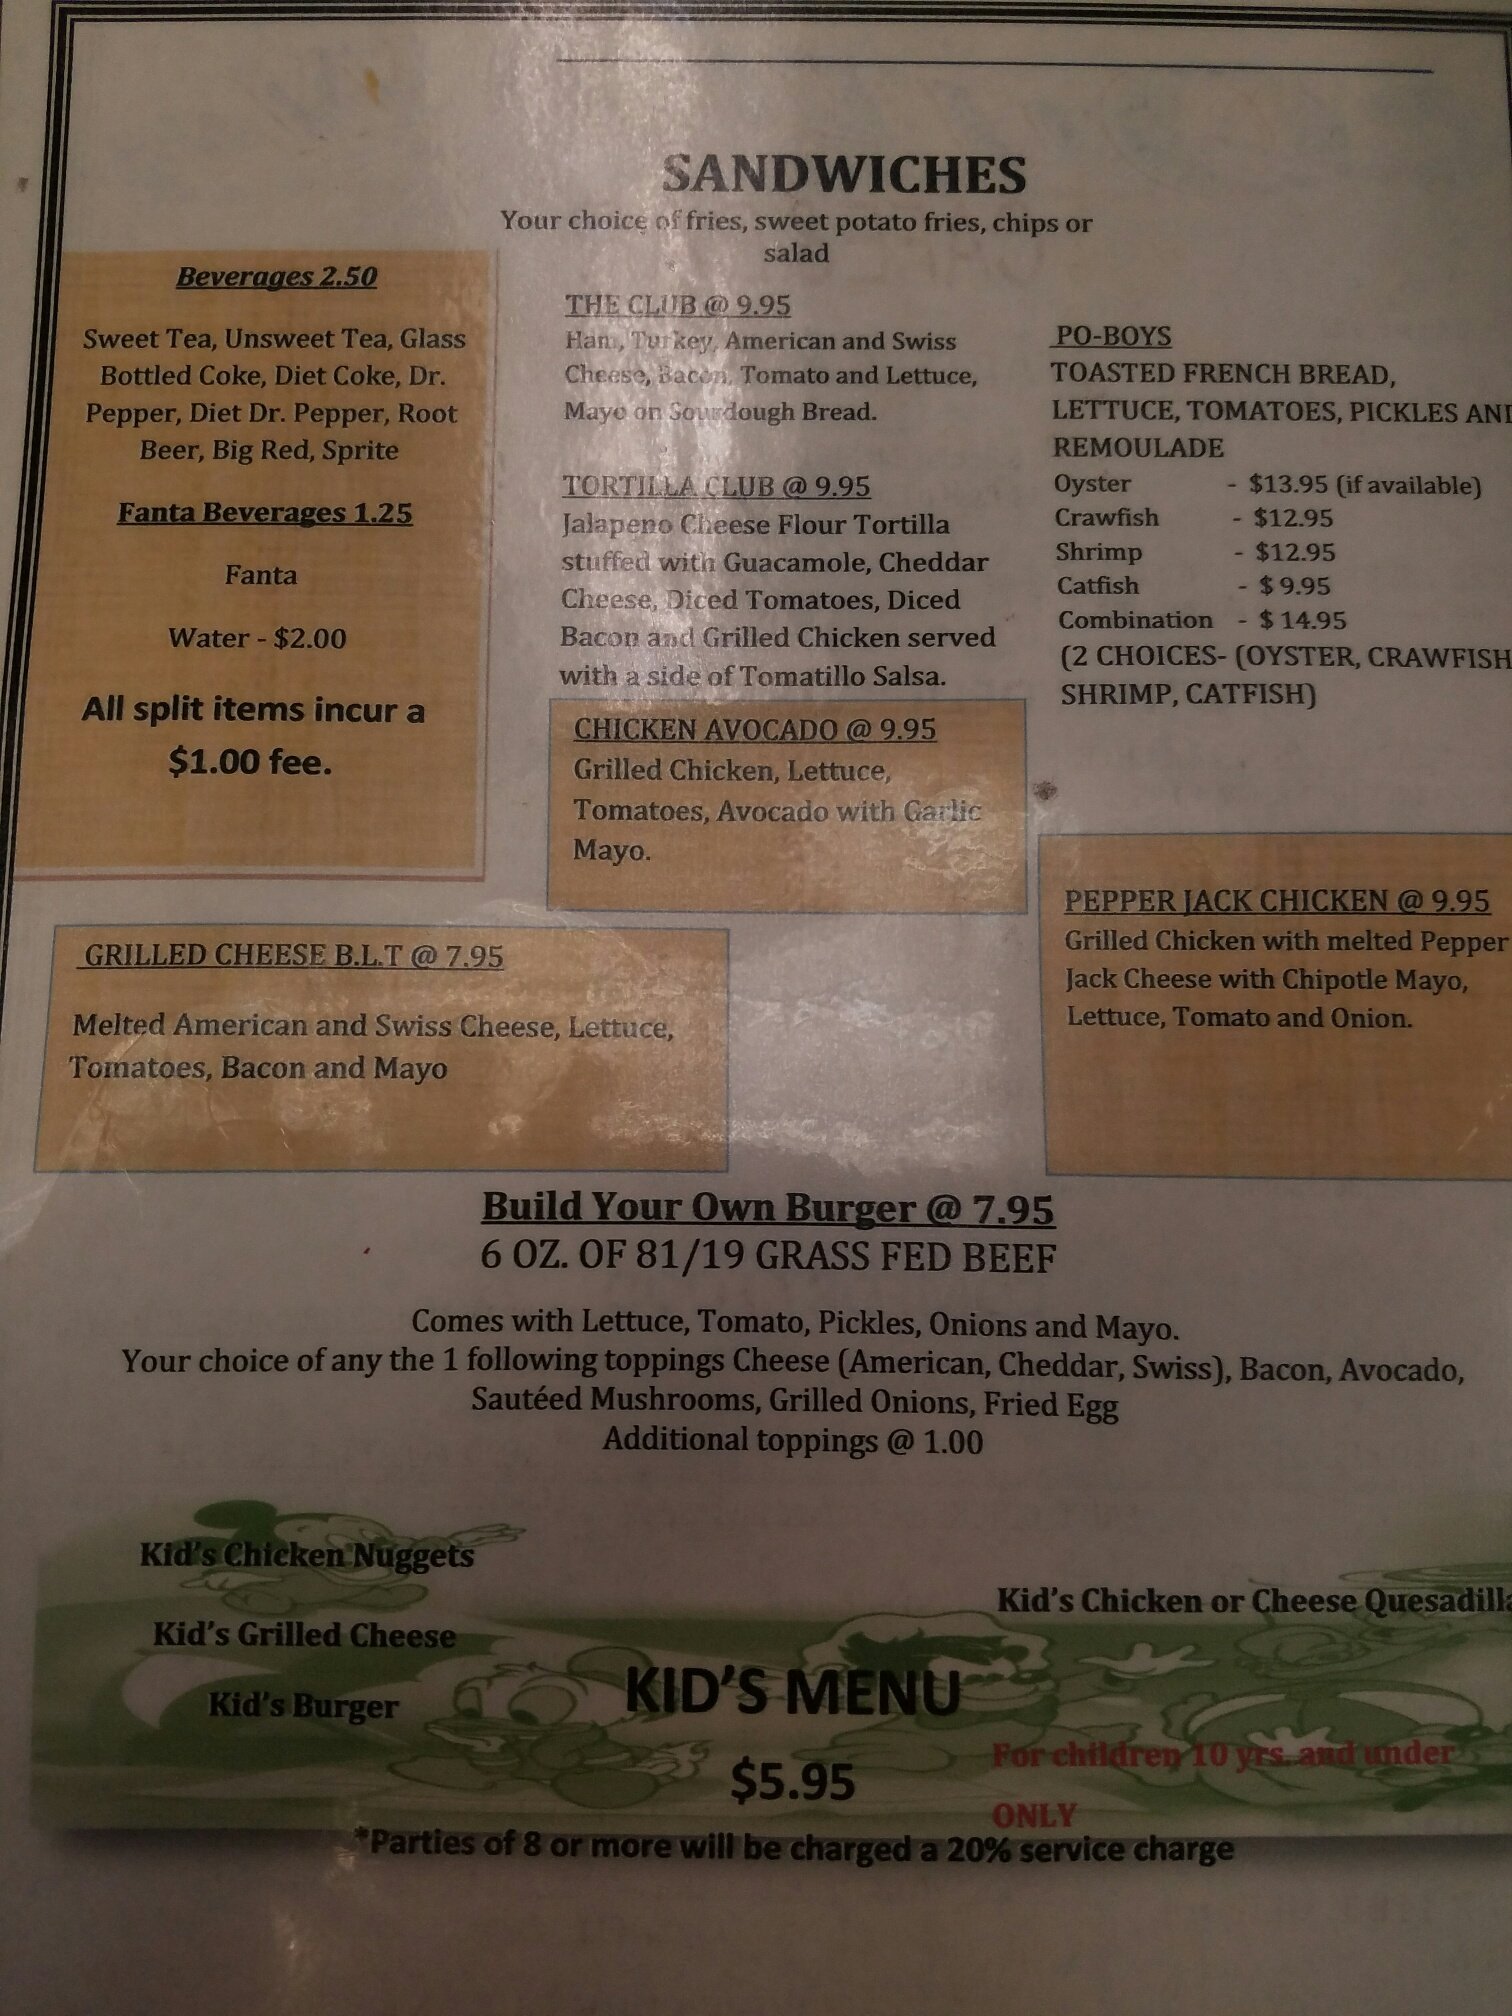 SANDWICHES
Your choice of fries, sweet potato fries, chips or
salad
Beverages 2.50
Sweet Tea, Unsweet Tea, Glass
Bottled Coke, Diet Coke, Dr.
Pepper, Diet Dr. Pepper, Root
Beer, Big Red, Sprite
Fanta Beverages 1.25
Fanta
Water - $2.00
All split items incur a
$1.00 fee.
THE CLUB @ 9.95
Ham, Turkey, American and Swiss
Cheese, Bacon, Tomato and Lettuce,
Mayo on Sourdough Bread.
TORTILLA CLUB @ 9.95
Jalapeno Cheese Flour Tortilla
stuffed with Guacamole, Cheddar
Cheese, Diced Tomatoes, Diced
Bacon and Grilled Chicken served
with a side of Tomatillo Salsa.
CHICKEN AVOCADO @ 9.95
Grilled Chicken, Lettuce,
Tomatoes, Avocado with Garlic
Mayo.
PO-BOYS
TOASTED FRENCH BREAD,
LETTUCE, TOMATOES, PICKLES AND
REMOULADE
Oyster - $13.95 (if available)
Crawfish - $12.95
Shrimp - $12.95
Catfish - $ 9.95
Combination - $ 14.95
(2 CHOICES- (OYSTER, CRAWFISH
SHRIMP, CATFISH)
PEPPER JACK CHICKEN @ 9.95
Grilled Chicken with melted Pepper
Jack Cheese with Chipotle Mayo,
Lettuce, Tomato and Onion.
GRILLED CHEESE B.L.T @ 7.95
Melted American and Swiss Cheese, Lettuce,
Tomatoes, Bacon and Mayo
Build Your Own Burger @ 7.95
6 OZ. OF 81/19 GRASS FED BEEF
Comes with Lettuce, Tomato, Pickles, Onions and Mayo.
Your choice of any the 1 following toppings Cheese (American, Cheddar, Swiss), Bacon, Avocado,
Sautéed Mushrooms, Grilled Onions, Fried Egg
Additional toppings @ 1.00
Kid's Chicken Nuggets
Kid's Grilled Cheese
Kid's Burger
Kid's Chicken or Cheese Quesadilla
KID'S MENU
$5.95
For children 10 yrs. and under
ONLY
*Parties of 8 or more will be charged a 20% service charge